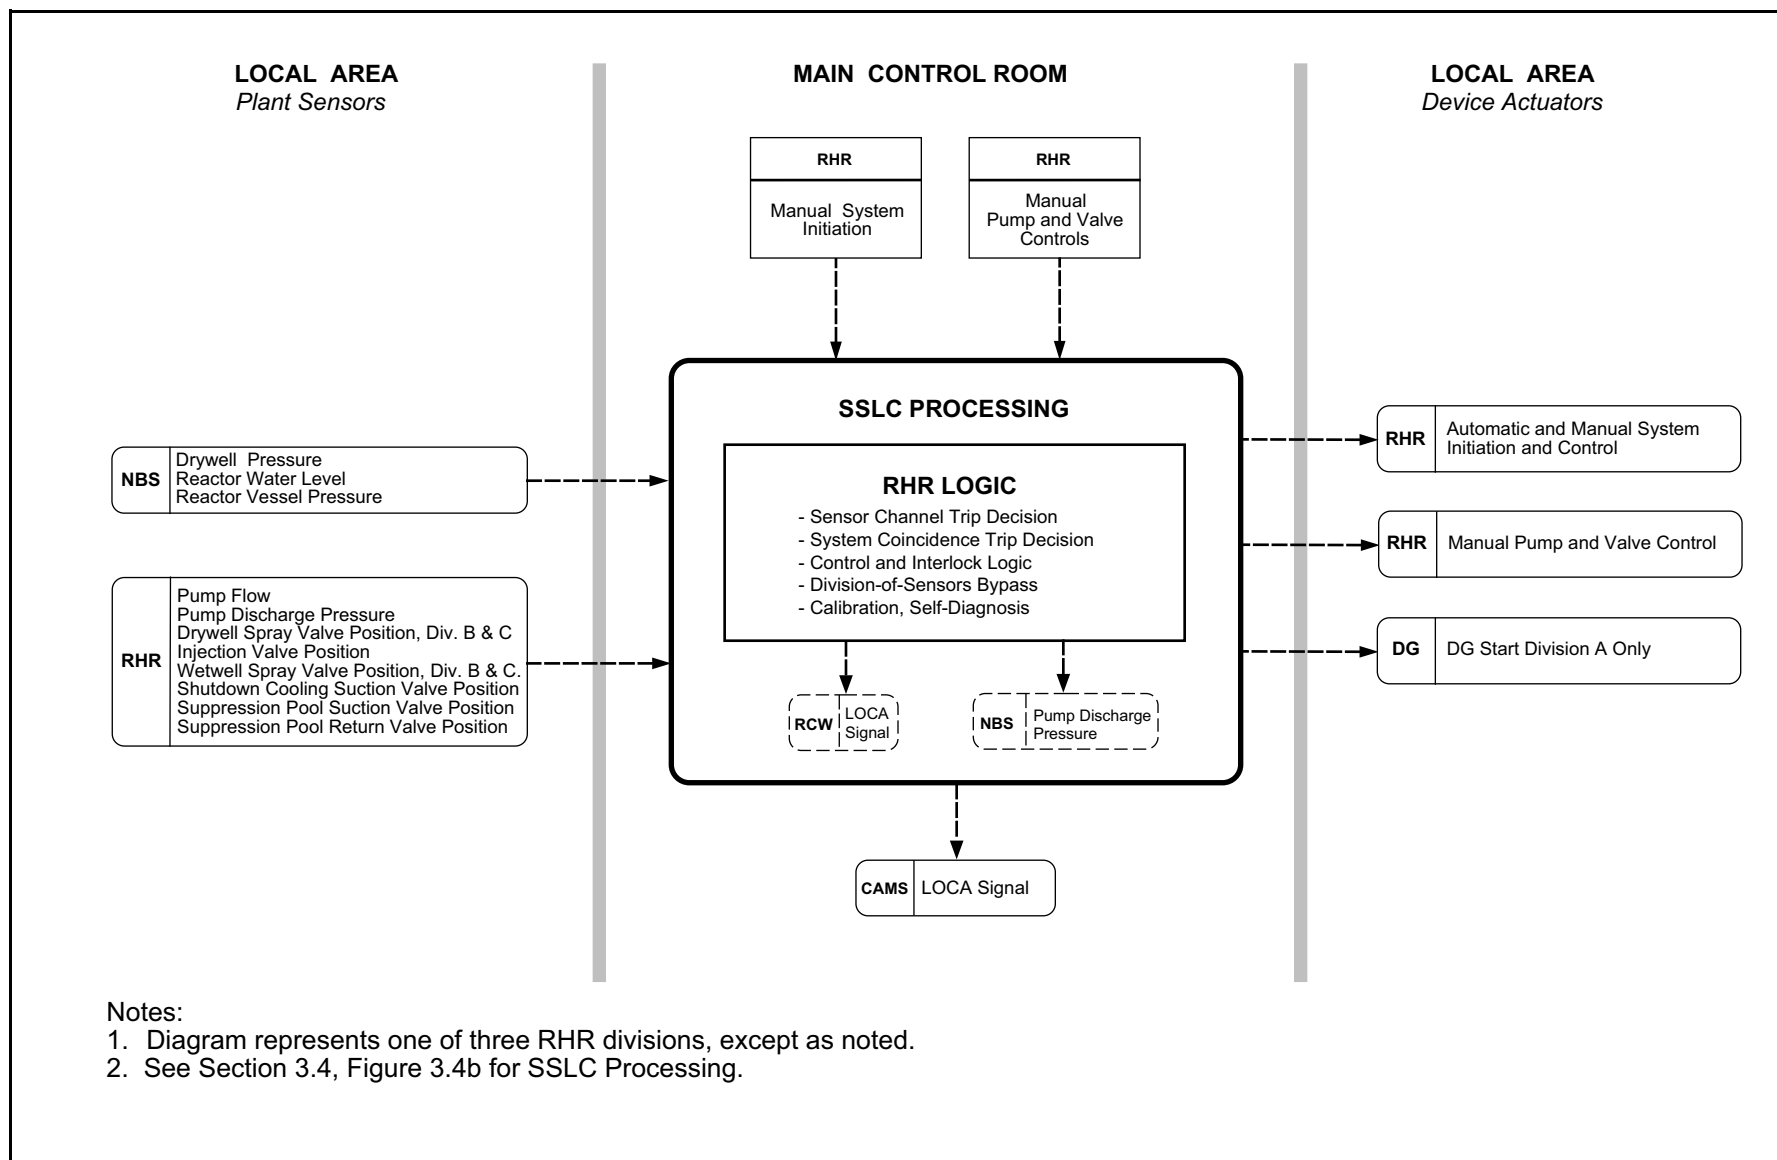 LOCAL AREA
Plant Sensors
MAIN CONTROL ROOM
LOCAL AREA
Device Actuators
RHR
Manual System
Initiation
RHR
Manual
Pump and Valve
Controls
NBS
Drywell Pressure
Reactor Water Level
Reactor Vessel Pressure
RHR
Pump Flow
Pump Discharge Pressure
Drywell Spray Valve Position, Div. B & C
Injection Valve Position
Wetwell Spray Valve Position, Div. B & C.
Shutdown Cooling Suction Valve Position
Suppression Pool Suction Valve Position
Suppression Pool Return Valve Position
SSLC PROCESSING
RHR LOGIC
- Sensor Channel Trip Decision
- System Coincidence Trip Decision
- Control and Interlock Logic
- Division-of-Sensors Bypass
- Calibration, Self-Diagnosis
RCW
LOCA
Signal
NBS
Pump Discharge
Pressure
CAMS
LOCA Signal
RHR
Automatic and Manual System
Initiation and Control
RHR
Manual Pump and Valve Control
DG
DG Start Division A Only
Notes:
1. Diagram represents one of three RHR divisions, except as noted.
2. See Section 3.4, Figure 3.4b for SSLC Processing.